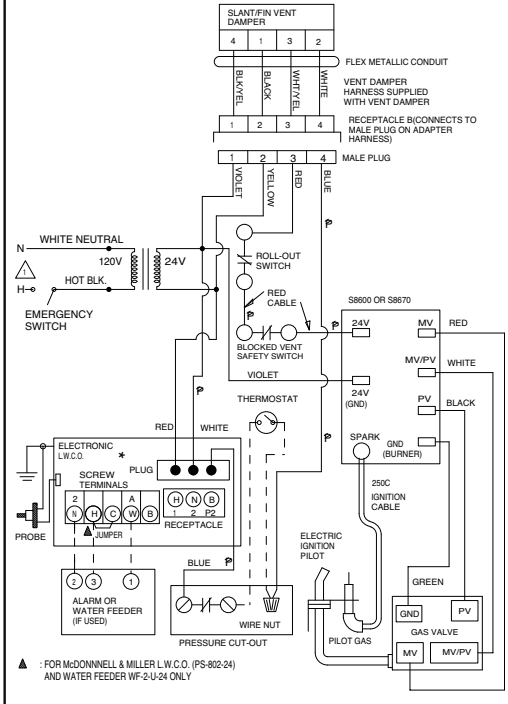 SLANT/FIN VENT
DAMPER
4 1 3 2
FLEX METALLIC CONDUIT
BLK/YEL
BLACK
WHT/YEL
WHITE
VENT DAMPER
HARNESS SUPPLIED
WITH VENT DAMPER
1 2 3 4
RECEPTACLE B(CONNECTS TO
MALE PLUG ON ADAPTER
HARNESS)
1 2 3 4
MALE PLUG
VIOLET
YELLOW
RED
BLUE
N
WHITE NEUTRAL
120V
24V
1
H
HOT BLK.
EMERGENCY
SWITCH
ROLL-OUT
SWITCH
RED
CABLE
BLOCKED VENT
SAFETY SWITCH
VIOLET
S8600 OR S8670
24V
MV
RED
MV/PV
WHITE
24V
(GND)
PV
BLACK
SPARK
GND
(BURNER)
THERMOSTAT
RED
WHITE
ELECTRONIC
L.W.C.O.
*
PLUG
SCREW
TERMINALS
2 A
N H C W B
JUMPER
H N B
1 2 P2
RECEPTACLE
PROBE
250C
IGNITION
CABLE
ELECTRIC
IGNITION
PILOT
BLUE
2 3 1
ALARM OR
WATER FEEDER
(IF USED)
WIRE NUT
PRESSURE CUT-OUT
PILOT GAS
GREEN
GND
PV
GAS VALVE
MV
MV/PV
: FOR McDONNNELL & MILLER L.W.C.O. (PS-802-24)
AND WATER FEEDER WF-2-U-24 ONLY